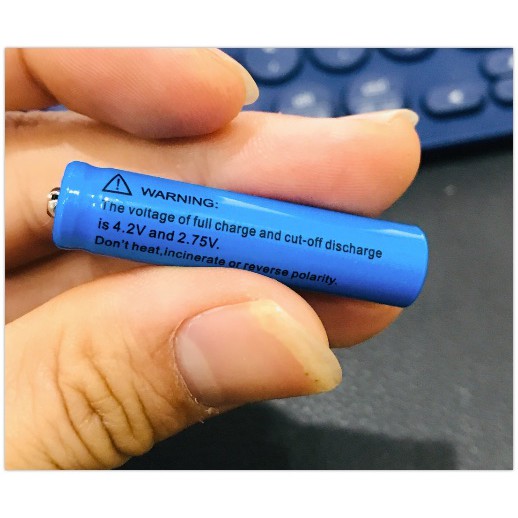 WARNING:
The voltage of full charge and cut-off discharge
is 4.2V and 2.75V.
Don't heat,incinerate or reverse polarity.